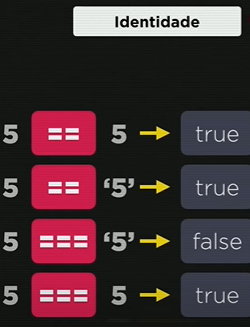 Identidade
5 == 5 → true
5 == ‘5’ → true
5 === ‘5’ → false
5 === 5 → true